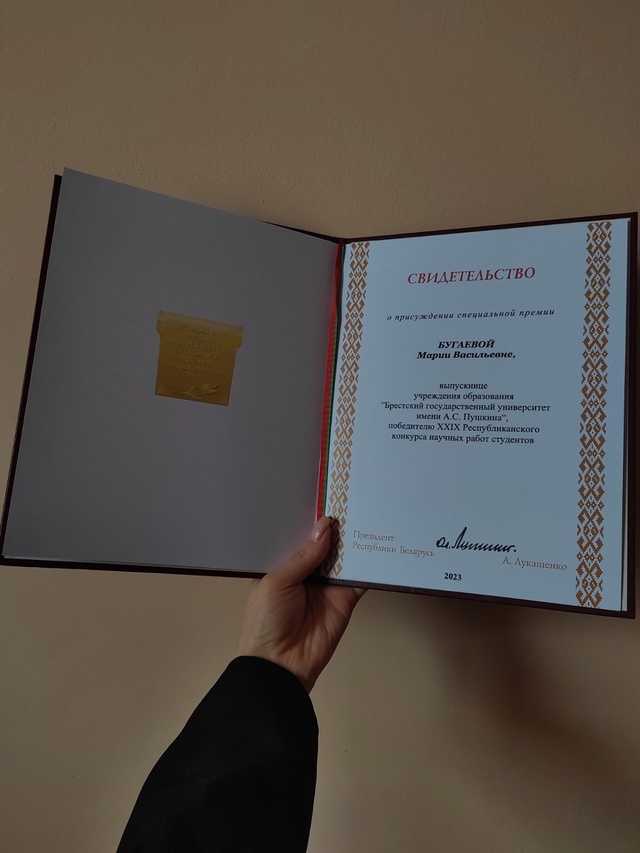 СВИДЕТЕЛЬСТВО
о присуждении специальной премии
БУГАЕВОЙ
Марии Васильевне,
выпускнице
учреждения образования
"Брестский государственный университет
имени А.С. Пушкина",
победителю XXIX Республиканского
конкурса научных работ студентов
Президент
Республики Беларусь
А. Лукашенко
2023